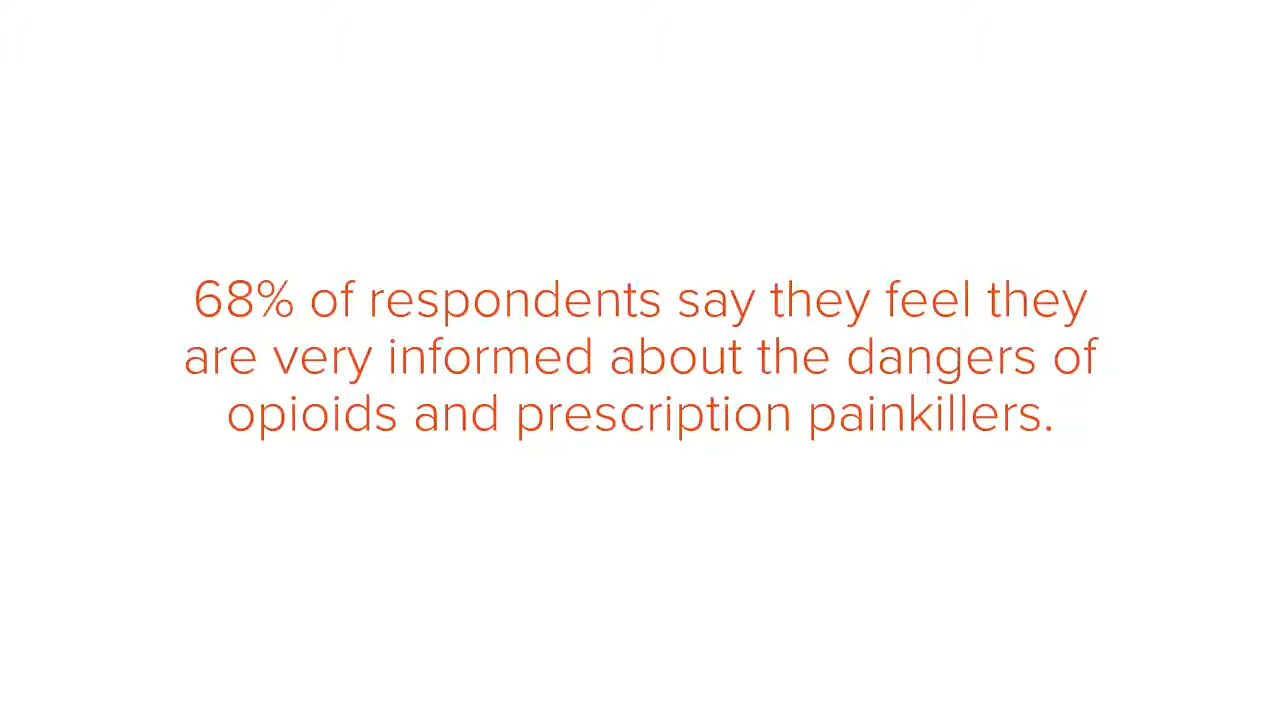 68% of respondents say they feel they
are very informed about the dangers of
opioids and prescription painkillers.